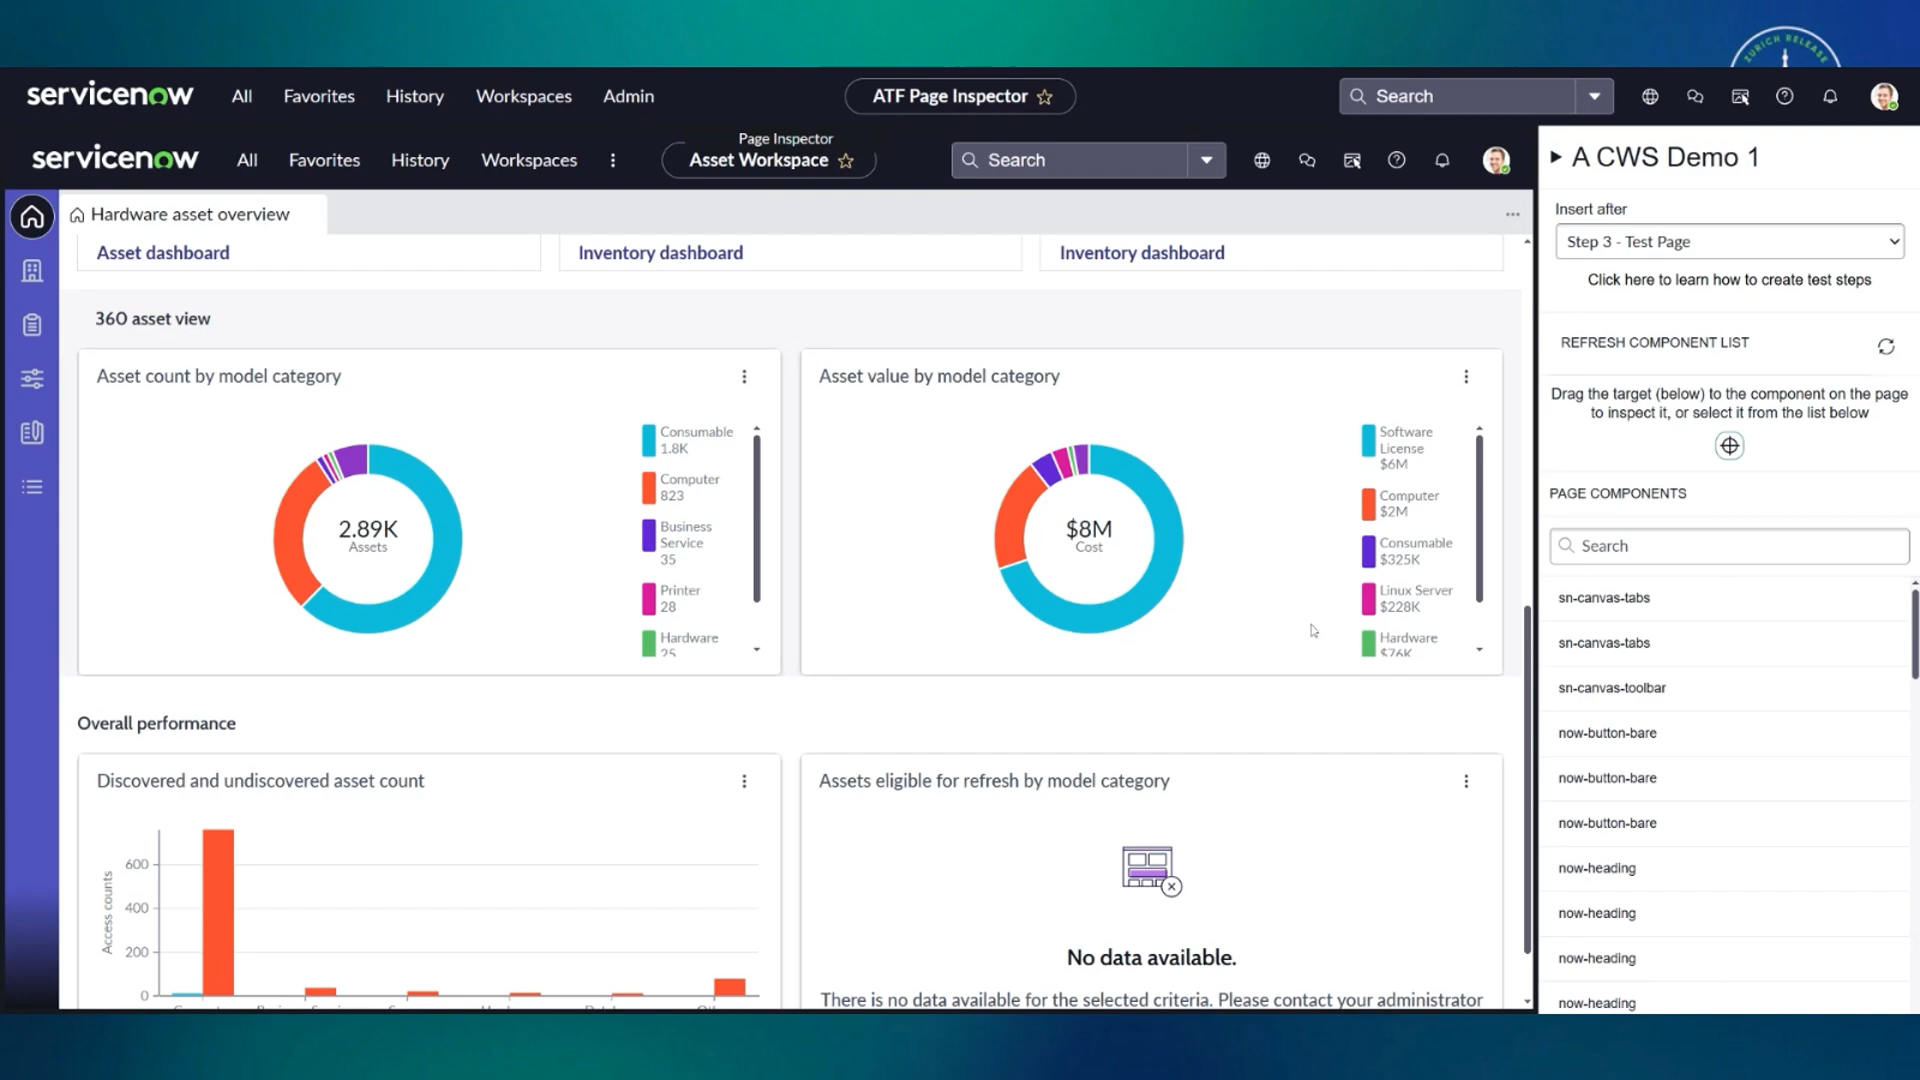 ZURICH RELEASE
servicenow
All
Favorites
History
Workspaces
Admin
ATF Page Inspector
Search
servicenow
All
Favorites
History
Workspaces
Page Inspector
Asset Workspace
Search
A CWS Demo 1
Insert after
Step 3 - Test Page
Click here to learn how to create test steps
REFRESH COMPONENT LIST
Drag the target (below) to the component on the page
to inspect it, or select it from the list below
PAGE COMPONENTS
Search
sn-canvas-tabs
sn-canvas-tabs
sn-canvas-toolbar
now-button-bare
now-button-bare
now-button-bare
now-heading
now-heading
now-heading
now-heading
Hardware asset overview
Asset dashboard
Inventory dashboard
Inventory dashboard
360 asset view
Asset count by model category
2.89K
Assets
Consumable
1.8K
Computer
823
Business
Service
35
Printer
28
Hardware
25
Asset value by model category
$8M
Cost
Software
License
$6M
Computer
$2M
Consumable
$325K
Linux Server
$228K
Hardware
$76K
Overall performance
Discovered and undiscovered asset count
Access counts
600
400
200
0
Assets eligible for refresh by model category
No data available.
There is no data available for the selected criteria. Please contact your administrator